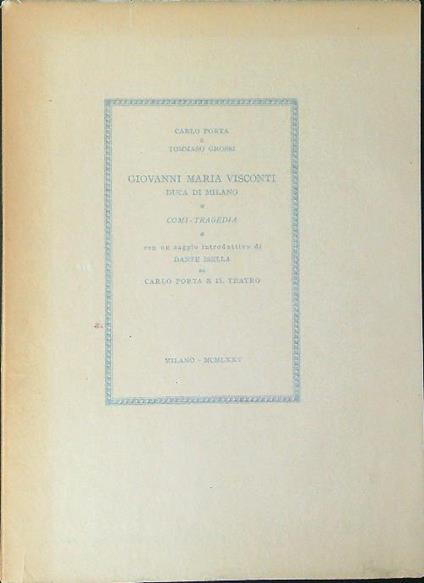 CARLO PORTA
E
TOMMASO GROSSI
GIOVANNI MARIA VISCONTI
DUCA DI MILANO
COMI-TRAGEDIA
con un saggio introduttivo di
DANTE ISELLA
su
CARLO PORTA E IL TEATRO
MILANO - MCMLXXV